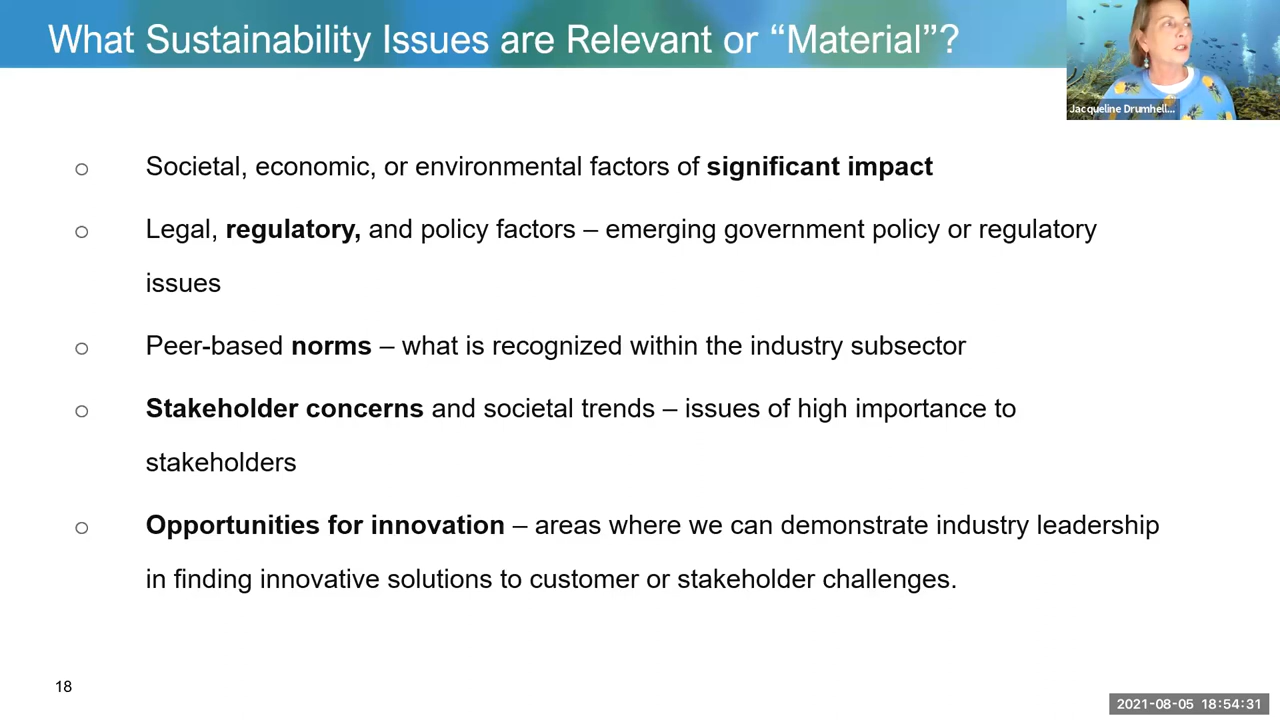 What Sustainability Issues are Relevant or “Material”?
Jacqueline Drumhell...
o Societal, economic, or environmental factors of significant impact
o Legal, regulatory, and policy factors – emerging government policy or regulatory
issues
o Peer-based norms – what is recognized within the industry subsector
o Stakeholder concerns and societal trends – issues of high importance to
stakeholders
o Opportunities for innovation – areas where we can demonstrate industry leadership
in finding innovative solutions to customer or stakeholder challenges.
18
2021-08-05 18:54:31